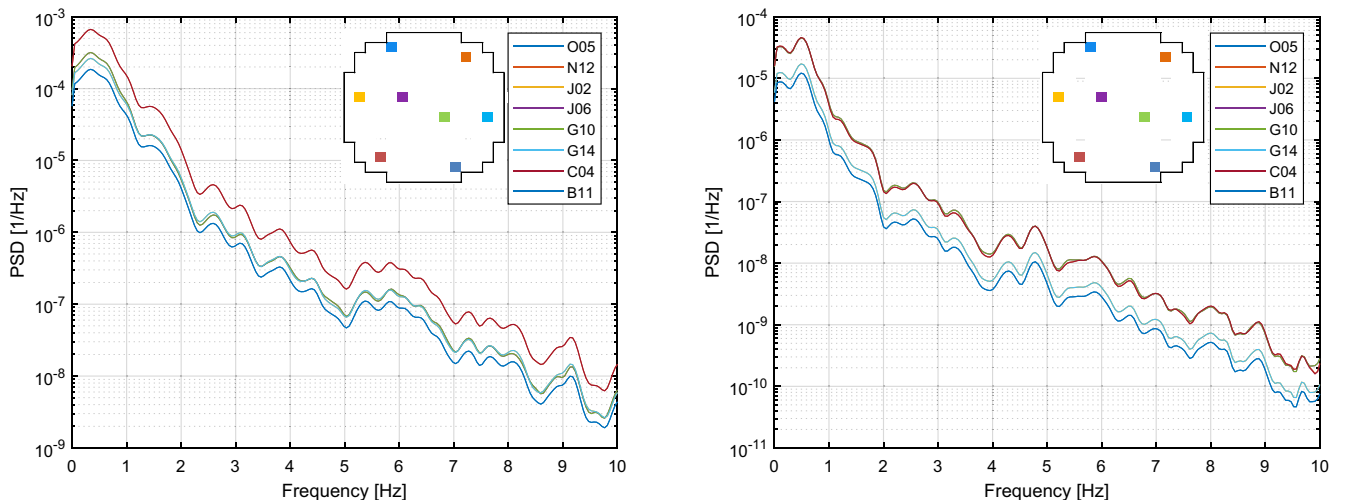 10^-3
10^-4
10^-5
10^-6
10^-7
10^-8
10^-9
PSD [1/Hz]
0 1 2 3 4 5 6 7 8 9 10
Frequency [Hz]
O05
N12
J02
J06
G10
G14
C04
B11
10^-4
10^-5
10^-6
10^-7
10^-8
10^-9
10^-10
10^-11
PSD [1/Hz]
0 1 2 3 4 5 6 7 8 9 10
Frequency [Hz]
O05
N12
J02
J06
G10
G14
C04
B11